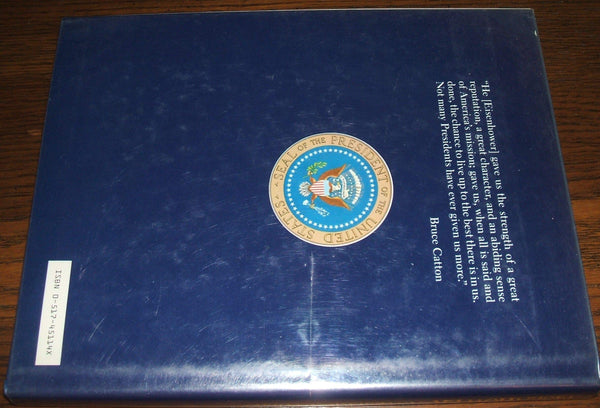 "He [Eisenhower] gave us the strength of a great
reputation, a great character, and an abiding sense
of America's mission; gave us, when all is said and
done, the chance to live up to the best there is in us.
Not many Presidents have ever given us more."
Bruce Catton
SEAL OF THE PRESIDENT OF THE UNITED STATES
ISBN 0-517-45114X